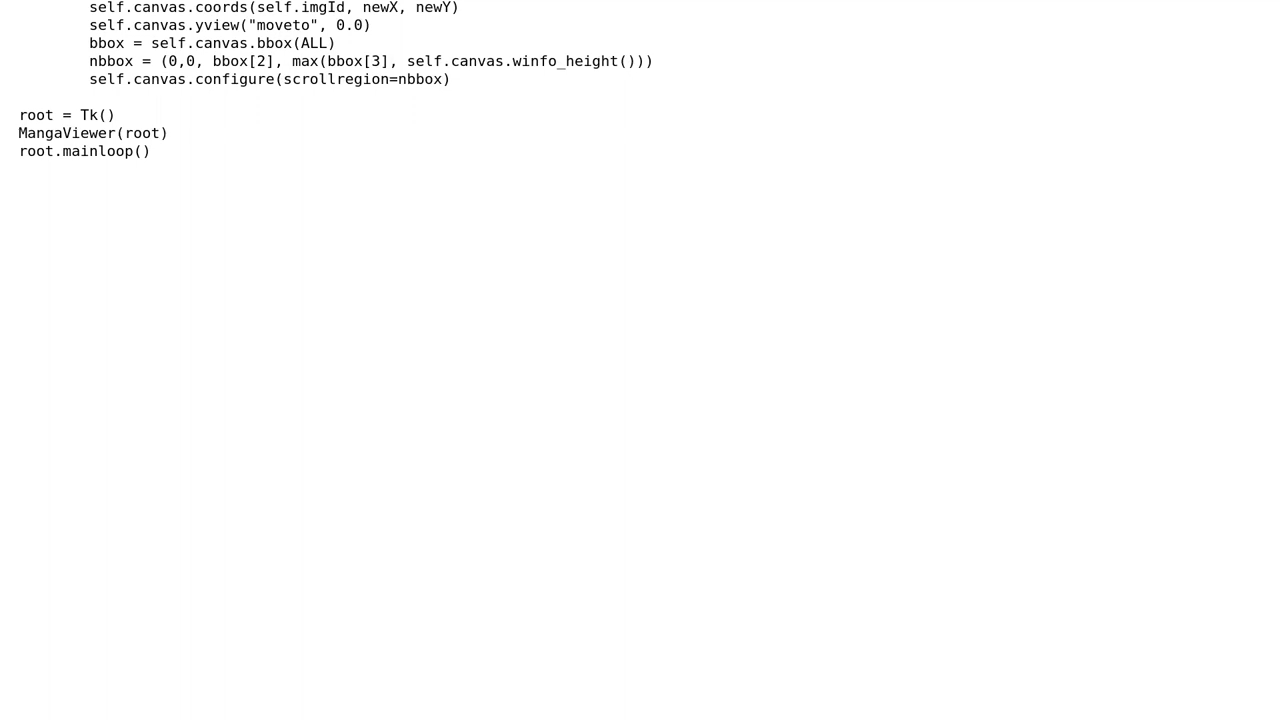 self.canvas.coords(self.imgId, newX, newY)
self.canvas.yview("moveto", 0.0)
bbox = self.canvas.bbox(ALL)
nbbox = (0,0, bbox[2], max(bbox[3], self.canvas.winfo_height()))
self.canvas.configure(scrollregion=nbbox)
root = Tk()
MangaViewer(root)
root.mainloop()